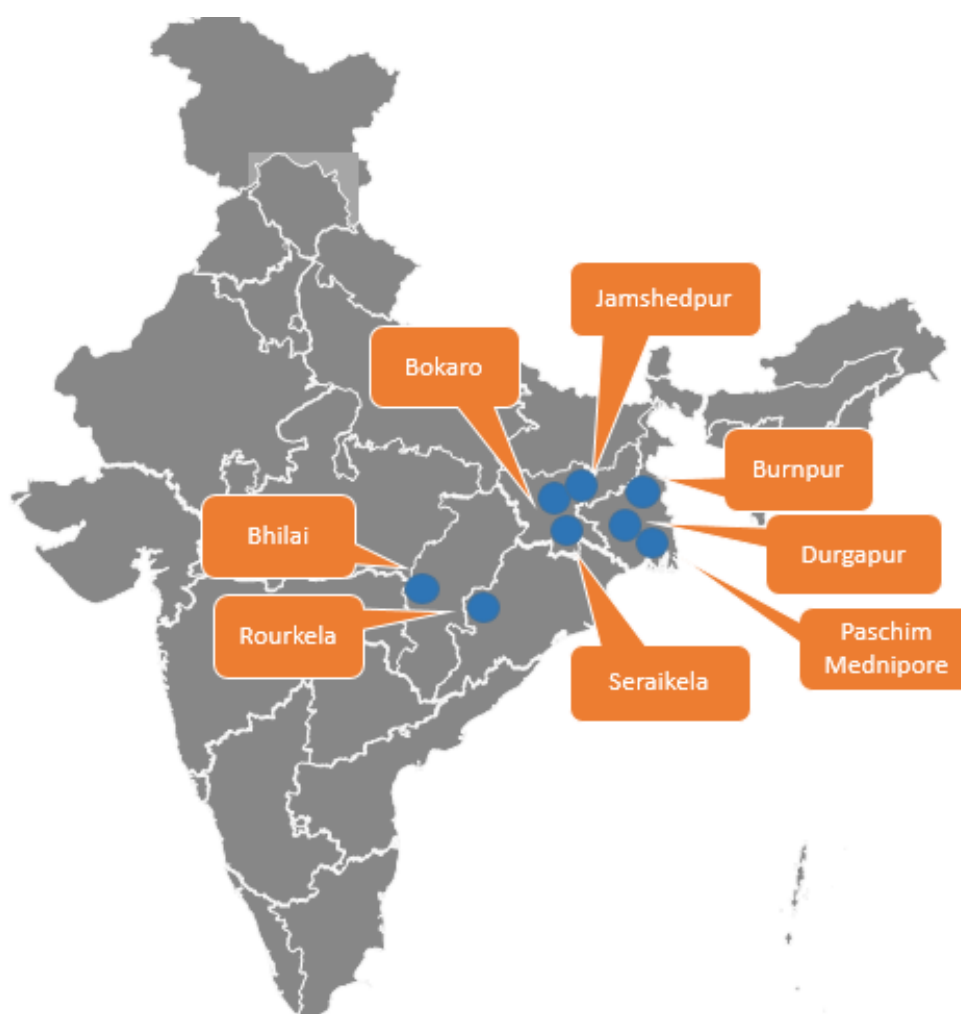 Jamshedpur
Bokaro
Burnpur
Bhilai
Durgapur
Rourkela
Paschim
Mednipore
Seraikela